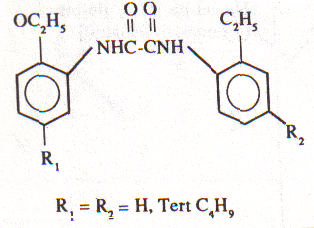 O O
OC₂H₅ C₂H₅
NHC-CNH
R₁ R₂
R₁ = R₂ = H, Tert C₄H₉